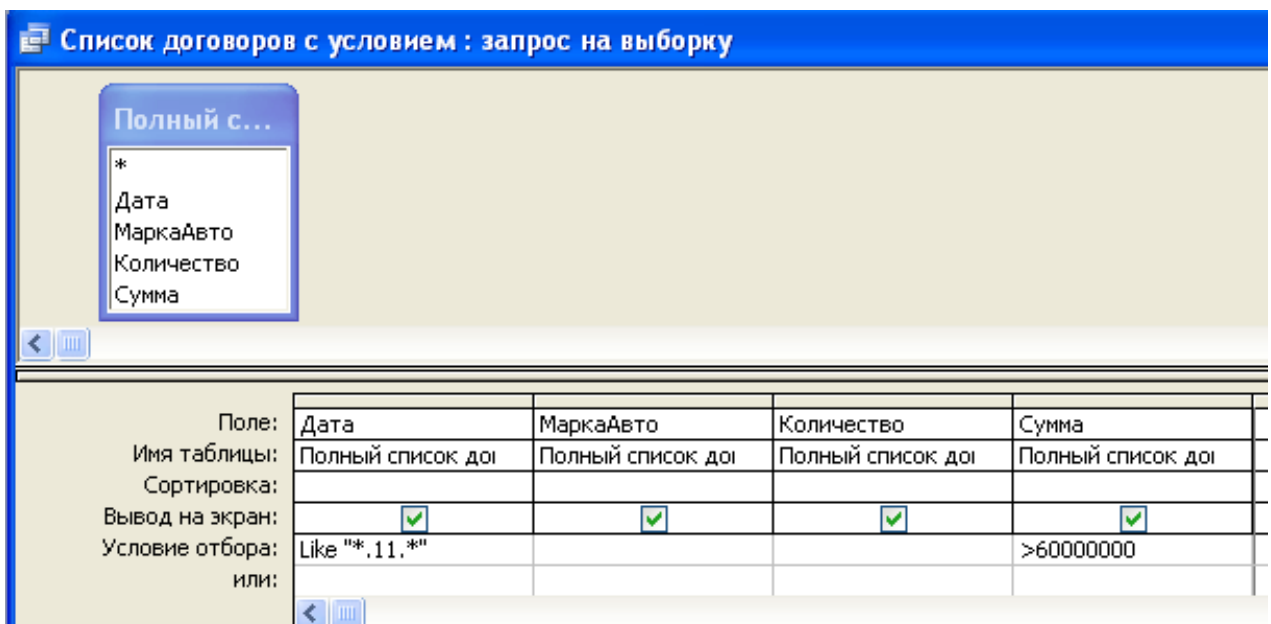 Список договоров с условием : запрос на выборку
Полный с...
*
Дата
МаркаАвто
Количество
Сумма
Поле: Дата МаркаАвто Количество Сумма
Имя таблицы: Полный список дог Полный список дог Полный список дог Полный список дог
Сортировка:
Вывод на экран:
Условие отбора: Like "*.11.*" >60000000
или: